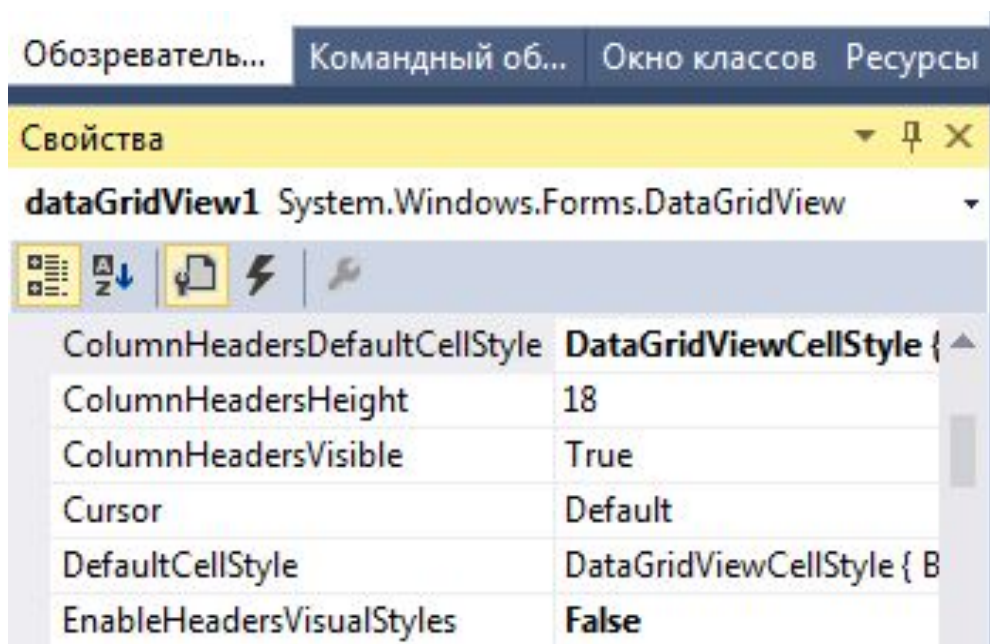 Обозреватель... Командный об... Окно классов Ресурсы
Свойства
dataGridView1 System.Windows.Forms.DataGridView
ColumnHeadersDefaultCellStyle DataGridViewCellStyle {
ColumnHeadersHeight 18
ColumnHeadersVisible True
Cursor Default
DefaultCellStyle DataGridViewCellStyle { B
EnableHeadersVisualStyles False